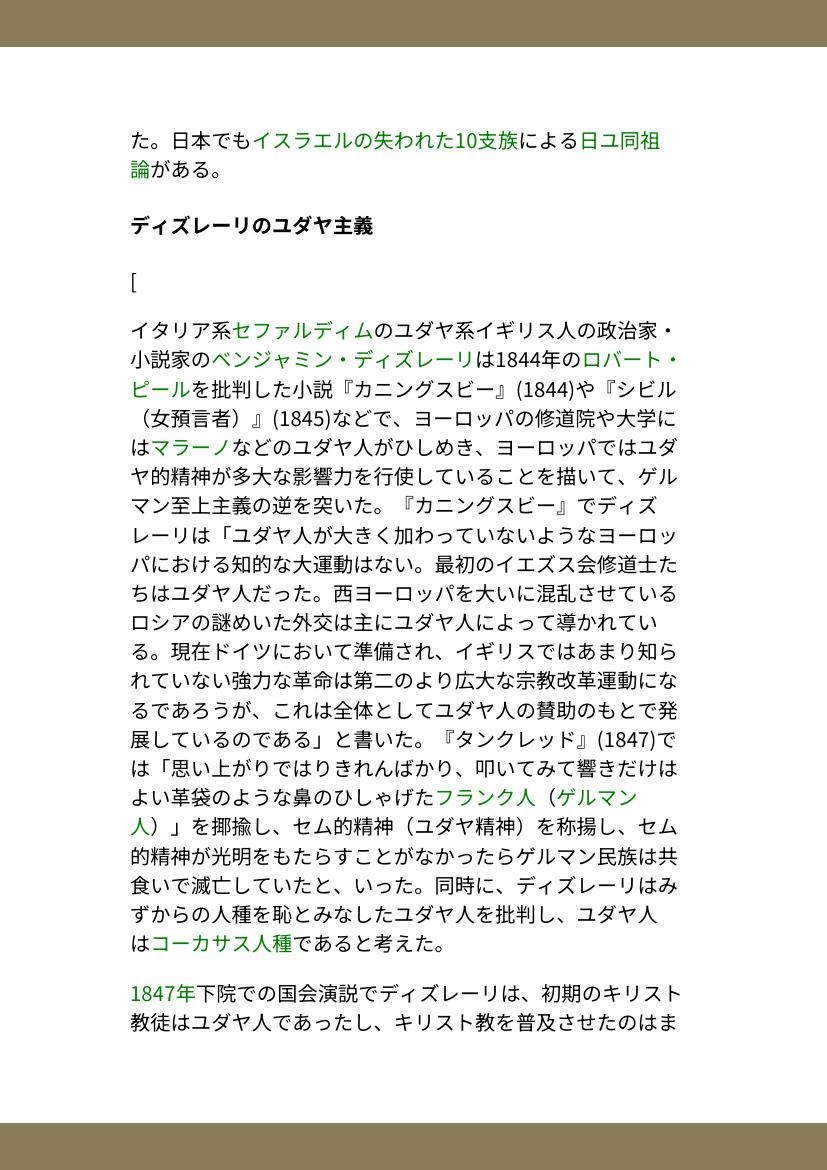 た。日本でもイスラエルの失われた10支族による日ユ同祖
論がある。
ディズレーリのユダヤ主義
[
イタリア系セファルディムのユダヤ系イギリス人の政治家・
小説家のベンジャミン・ディズレーリは1844年のロバート・
ピールを批判した小説『カニングスビー』(1844)や『シビル
（女預言者）』(1845)などで、ヨーロッパの修道院や大学に
はマラーノなどのユダヤ人がひしめき、ヨーロッパではユダ
ヤ的精神が多大な影響力を行使していることを描いて、ゲル
マン至上主義の逆を突いた。『カニングスビー』でディズ
レーリは「ユダヤ人が大きく加わっていないようなヨーロッ
パにおける知的な大運動はない。最初のイエズス会修道士た
ちはユダヤ人だった。西ヨーロッパを大いに混乱させている
ロシアの謎めいた外交は主にユダヤ人によって導かれてい
る。現在ドイツにおいて準備され、イギリスではあまり知ら
れていない強力な革命は第二のより広大な宗教改革運動にな
るであろうが、これは全体としてユダヤ人の賛助のもとで発
展しているのである」と書いた。『タンクレッド』(1847)で
は「思い上がりではりきれんばかり、叩いてみて響きだけは
よい革袋のような鼻のひしゃげたフランク人（ゲルマン
人）」を揶揄し、セム的精神（ユダヤ精神）を称揚し、セム
的精神が光明をもたらすことがなかったらゲルマン民族は共
食いで滅亡していたと、いった。同時に、ディズレーリはみ
ずからの人種を恥とみなしたユダヤ人を批判し、ユダヤ人
はコーカサス人種であると考えた。
1847年下院での国会演説でディズレーリは、初期のキリスト
教徒はユダヤ人であったし、キリスト教を普及させたのはま